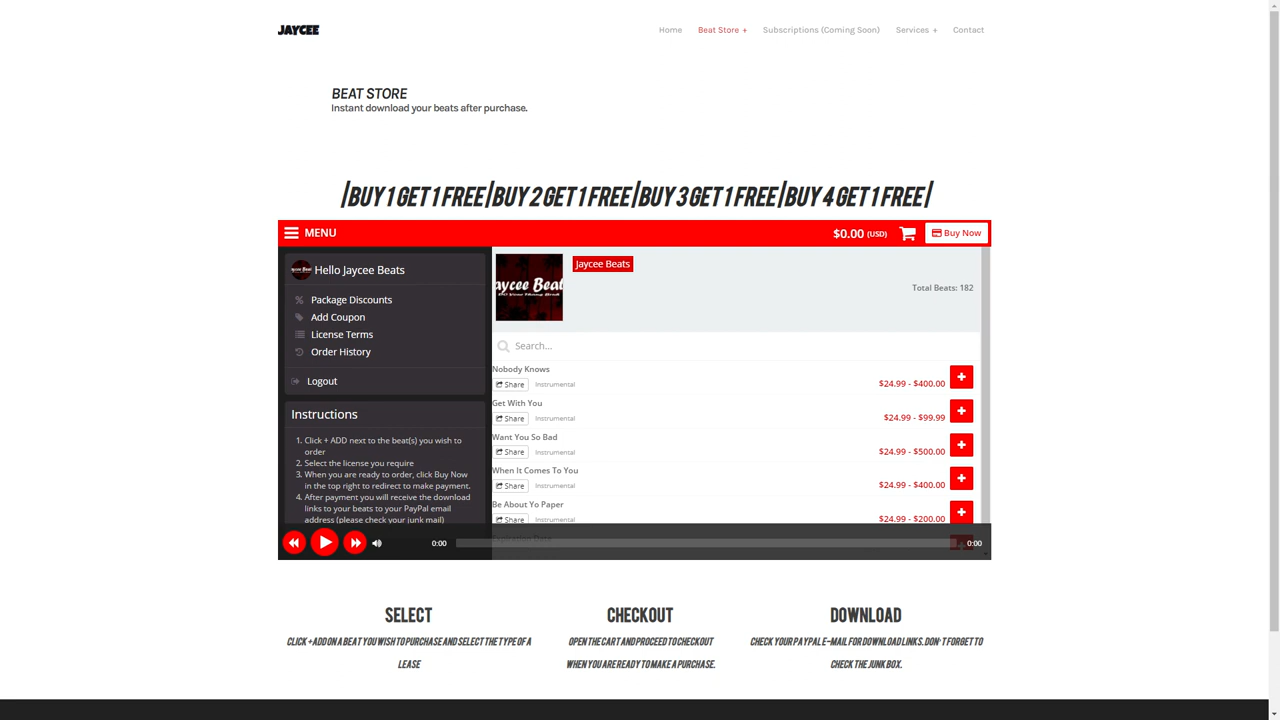 JAYCEE
Home
Beat Store +
Subscriptions (Coming Soon)
Services +
Contact
BEAT STORE
Instant download your beats after purchase.
|BUY 1 GET 1 FREE|BUY 2 GET 1 FREE|BUY 3 GET 1 FREE|BUY 4 GET 1 FREE|
MENU
$0.00 (USD)
Buy Now
Hello Jaycee Beats
Package Discounts
Add Coupon
License Terms
Order History
Logout
Instructions
1. Click + ADD next to the beat(s) you wish to
order
2. Select the license you require
3. When you are ready to order, click Buy Now
in the top right to redirect to make payment.
4. After payment you will receive the download
links to your beats to your PayPal email
address (please check your junk mail)
Jaycee Beats
Total Beats: 182
Search...
Nobody Knows
Share
Instrumental
$24.99 - $400.00
+
Get With You
Share
Instrumental
$24.99 - $99.99
+
Want You So Bad
Share
Instrumental
$24.99 - $500.00
+
When It Comes To You
Share
Instrumental
$24.99 - $400.00
+
Be About Yo Paper
Share
Instrumental
$24.99 - $200.00
+
Expiration Date
0:00
0:00
SELECT
CLICK + ADD ON A BEAT YOU WISH TO PURCHASE AND SELECT THE TYPE OF A
LEASE
CHECKOUT
OPEN THE CART AND PROCEED TO CHECKOUT
WHEN YOU ARE READY TO MAKE A PURCHASE.
DOWNLOAD
CHECK YOUR PAYPAL E-MAIL FOR DOWNLOAD LINKS. DON'T FORGET TO
CHECK THE JUNK BOX.